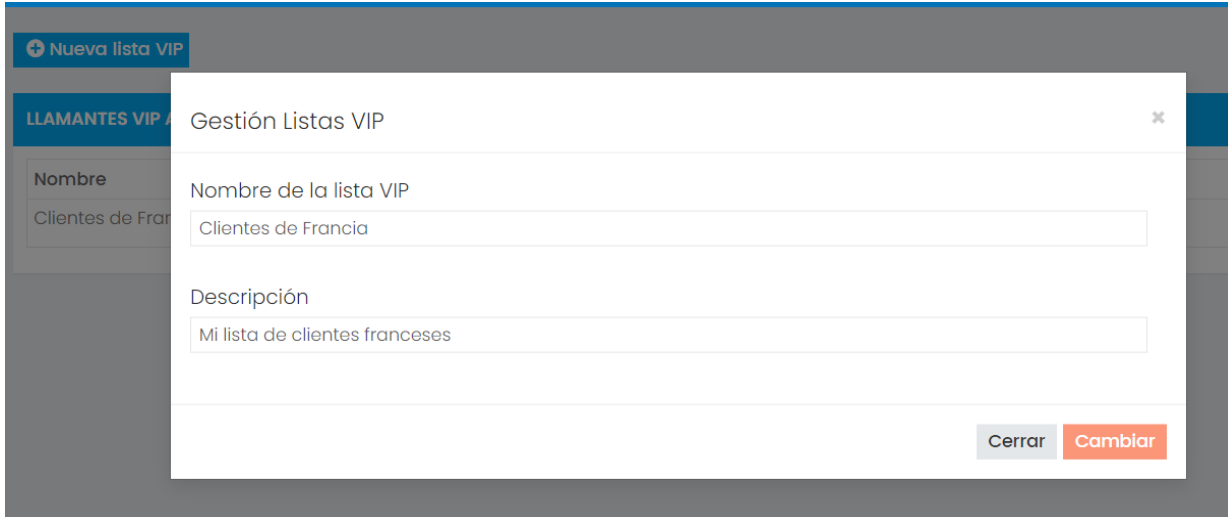 Nueva lista VIP
LLAMANTES VIP
Gestión Listas VIP
Nombre
Nombre de la lista VIP
Clientes de
Clientes de Francia
Descripción
Mi lista de clientes franceses
Cerrar Cambiar